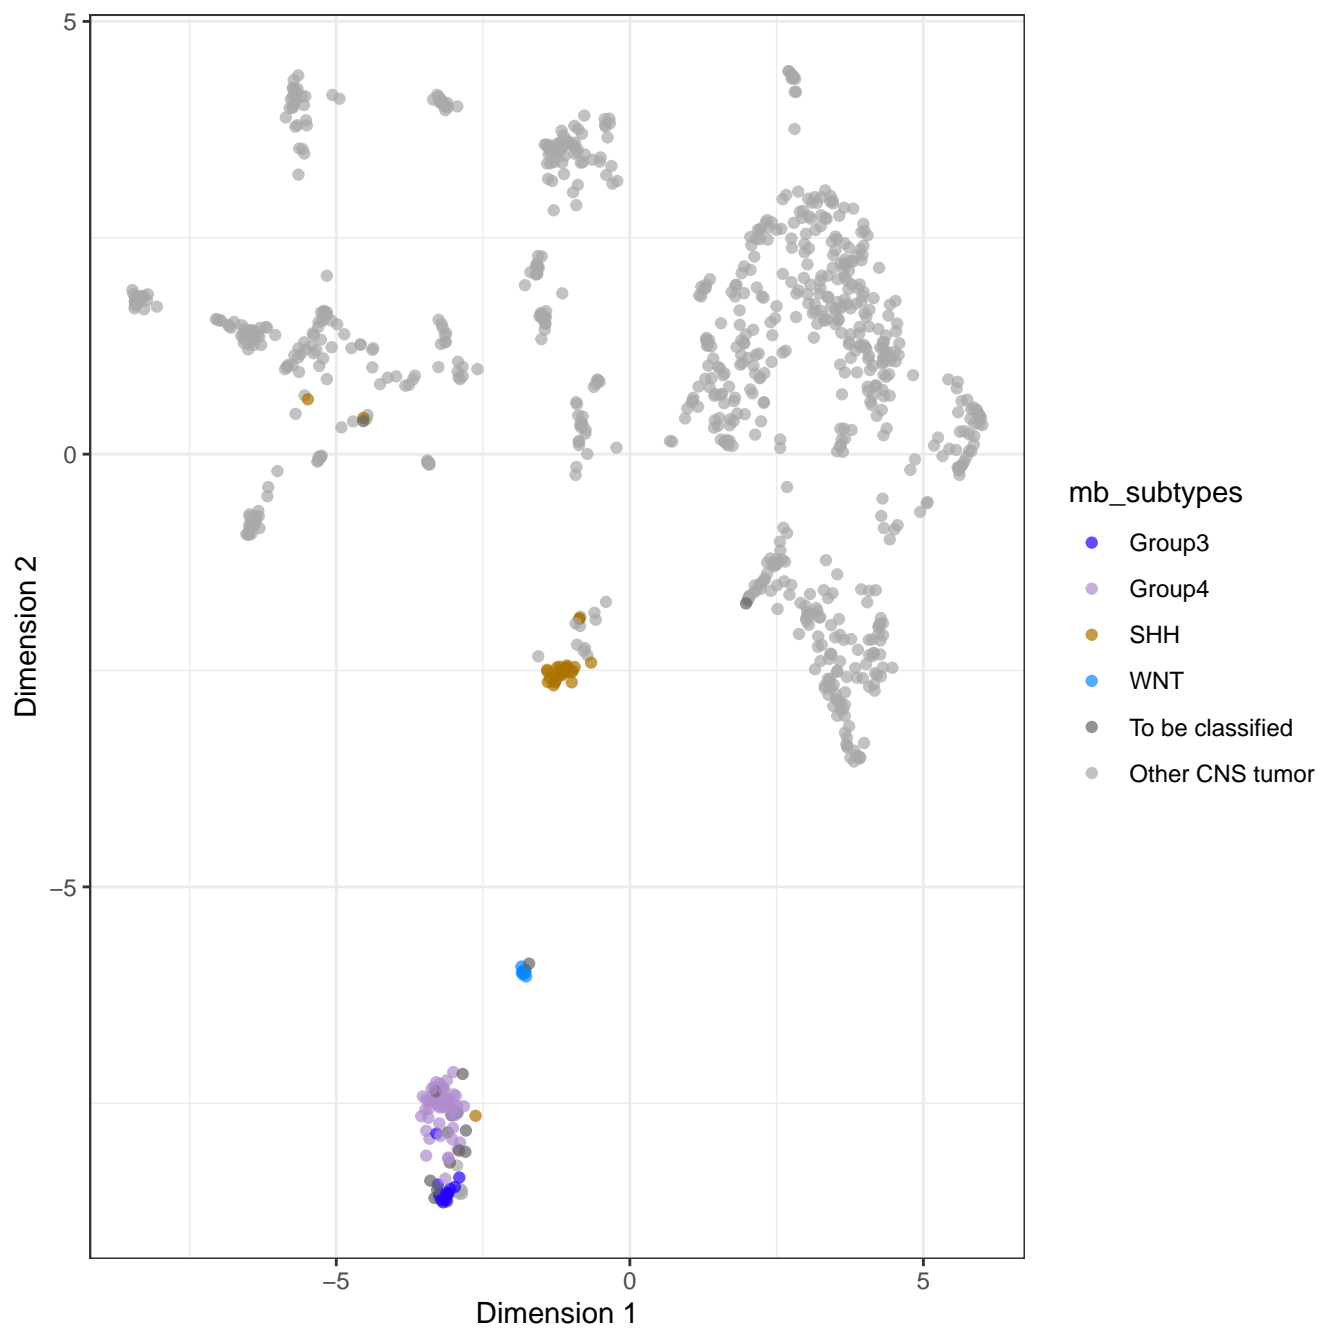 5
0
−5
−5
0
5
Dimension 1
Dimension 2
mb_subtypes
Group3
Group4
SHH
WNT
To be classified
Other CNS tumor